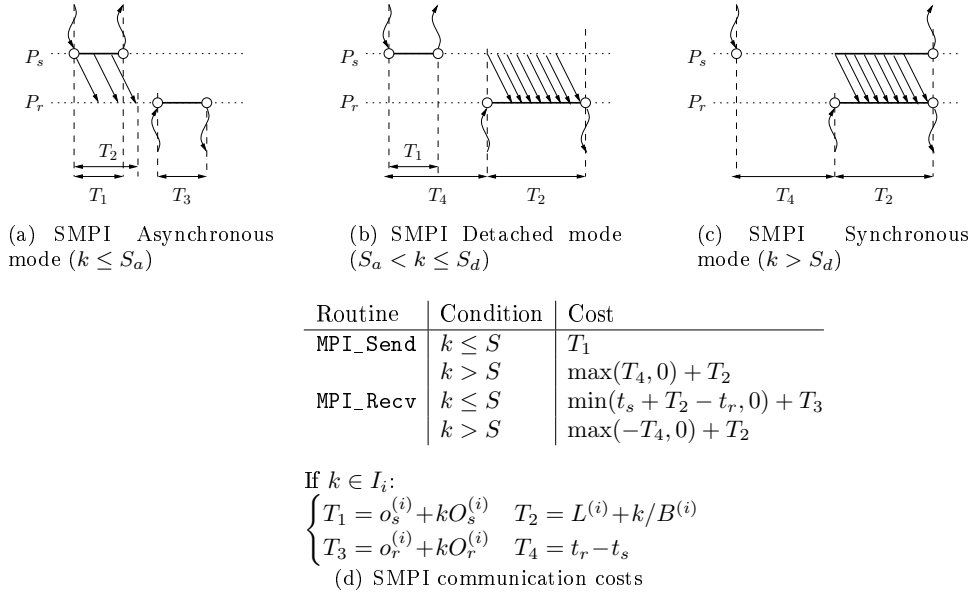 P_s
P_r
T_2
T_1
T_3
P_s
P_r
T_1
T_4
T_2
P_s
P_r
T_4
T_2
(a) SMPI Asynchronous
mode (k ≤ S_a)
(b) SMPI Detached mode
(S_a < k ≤ S_d)
(c) SMPI Synchronous
mode (k > S_d)
Routine Condition Cost
MPI_Send k ≤ S T_1
k > S max(T_4, 0) + T_2
MPI_Recv k ≤ S min(t_s + T_2 − t_r, 0) + T_3
k > S max(−T_4, 0) + T_2
If k ∈ I_i:
{ T_1 = o_s^{(i)} + kO_s^{(i)} T_2 = L^{(i)} + k/B^{(i)}
T_3 = o_r^{(i)} + kO_r^{(i)} T_4 = t_r − t_s
(d) SMPI communication costs